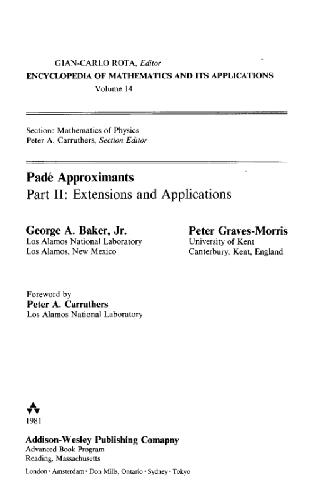 GIAN-CARLO ROTA, Editor
ENCYCLOPEDIA OF MATHEMATICS AND ITS APPLICATIONS
Volume 14
Section: Mathematics of Physics
Peter A. Carruthers, Section Editor
Padé Approximants
Part II: Extensions and Applications
George A. Baker, Jr.
Los Alamos National Laboratory
Los Alamos, New Mexico
Peter Graves-Morris
University of Kent
Canterbury, Kent, England
Foreword by
Peter A. Carruthers
Los Alamos National Laboratory
1981
Addison-Wesley Publishing Comapny
Advanced Book Program
Reading, Massachusetts
London · Amsterdam · Don Mills, Ontario · Sydney · Tokyo